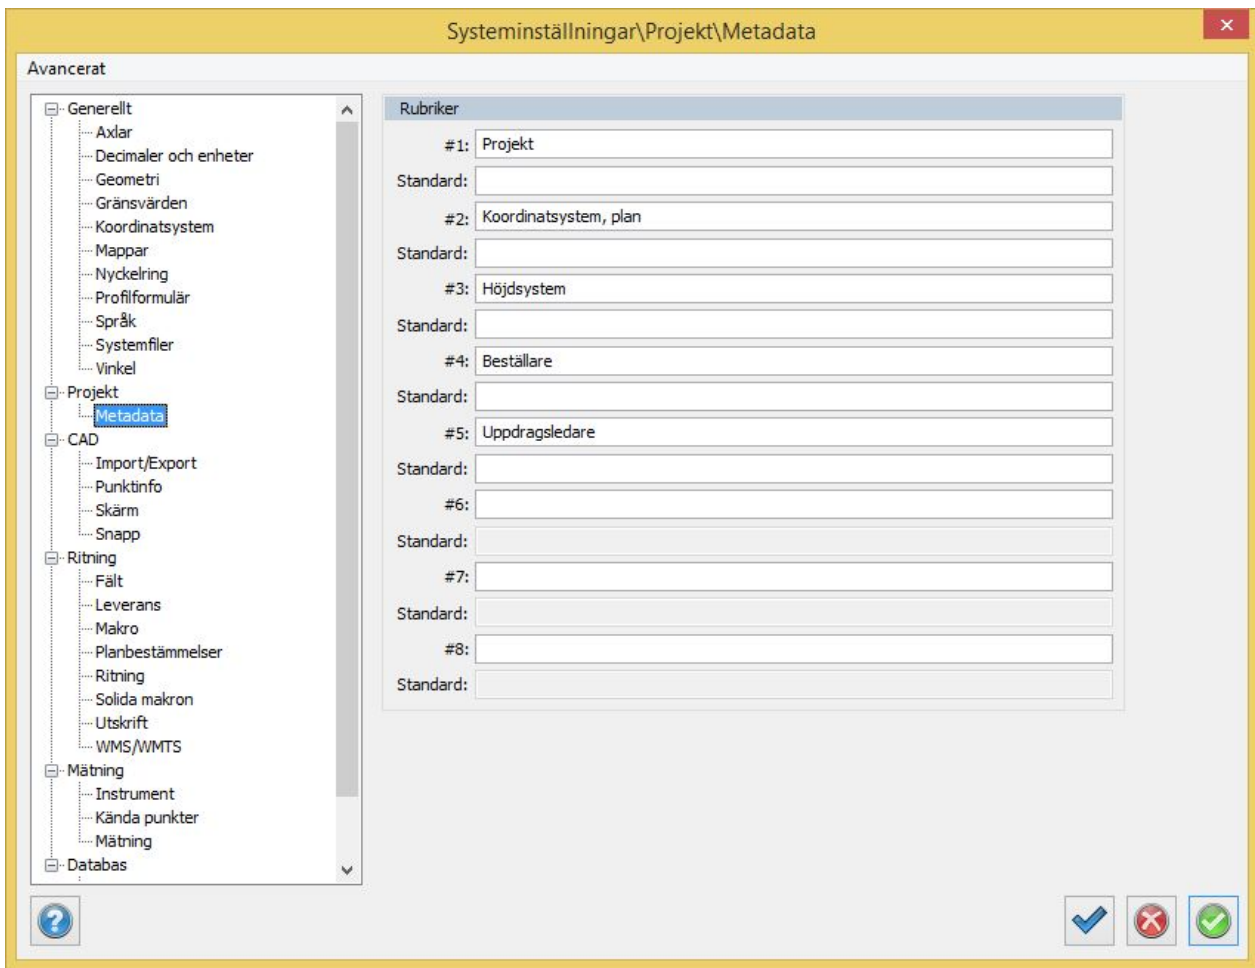 Systeminställningar\Projekt\Metadata
Avancerat
Generellt
Axlar
Decimaler och enheter
Geometri
Gränsvärden
Koordinatsystem
Mappar
Nyckelring
Profilformulär
Språk
Systemfiler
Vinkel
Projekt
Metadata
CAD
Import/Export
Punktinfo
Skärm
Snapp
Ritning
Fält
Leverans
Makro
Planbestämmelser
Ritning
Solida makron
Utskrift
WMS/WMTS
Mätning
Instrument
Kända punkter
Mätning
Databas
Rubriker
#1: Projekt
Standard:
#2: Koordinatsystem, plan
Standard:
#3: Höjdsystem
Standard:
#4: Beställare
Standard:
#5: Uppdragsledare
Standard:
#6:
Standard:
#7:
Standard:
#8:
Standard: